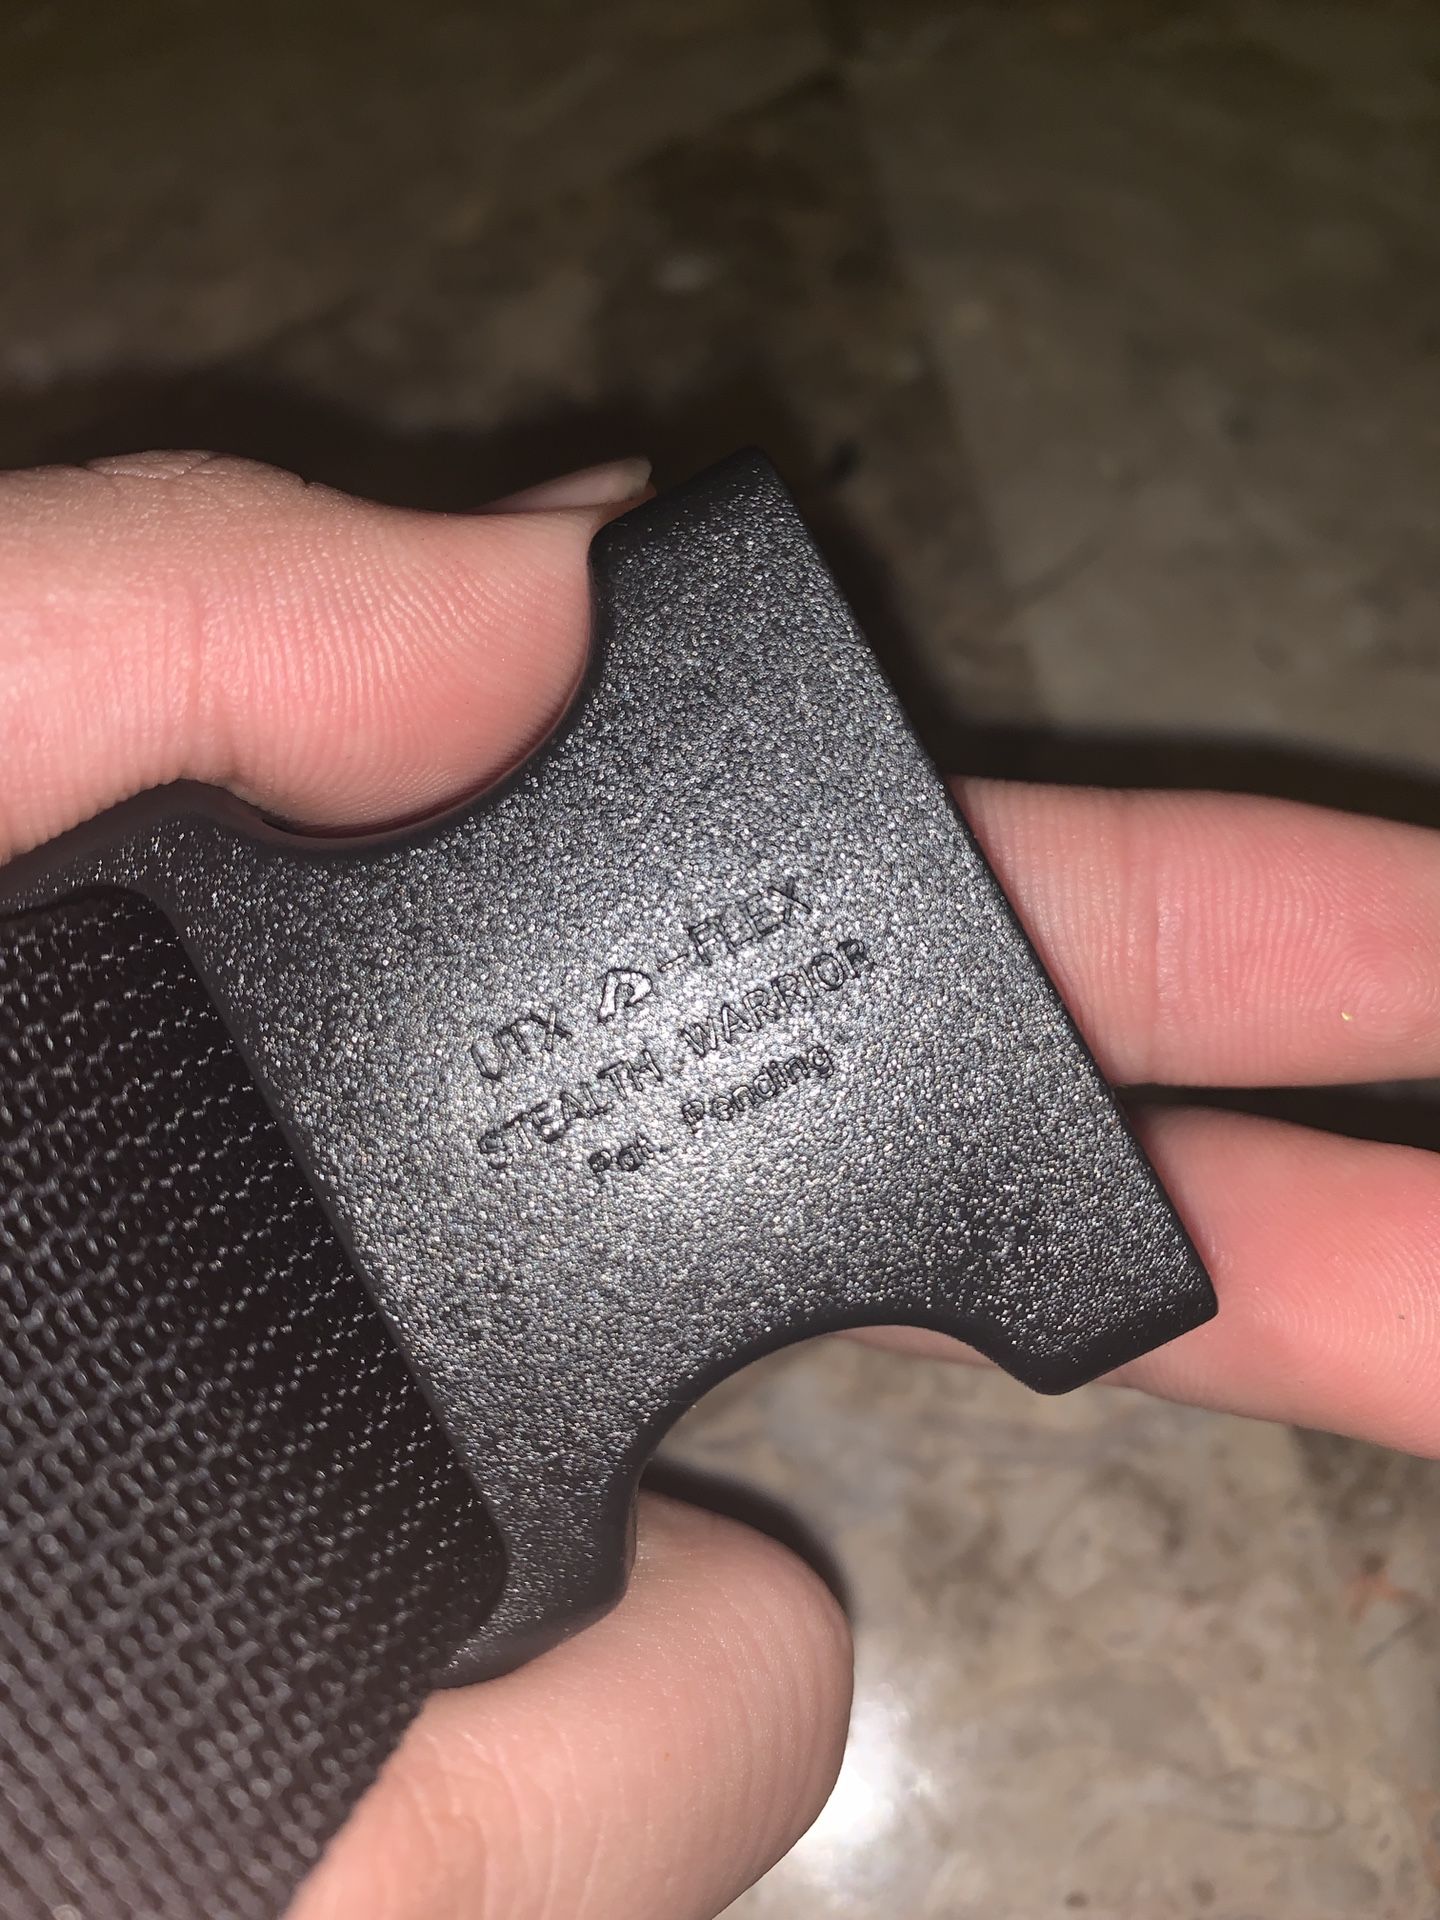 UTX D-FLEX
STEALTH WARRIOR
Pat. Pending